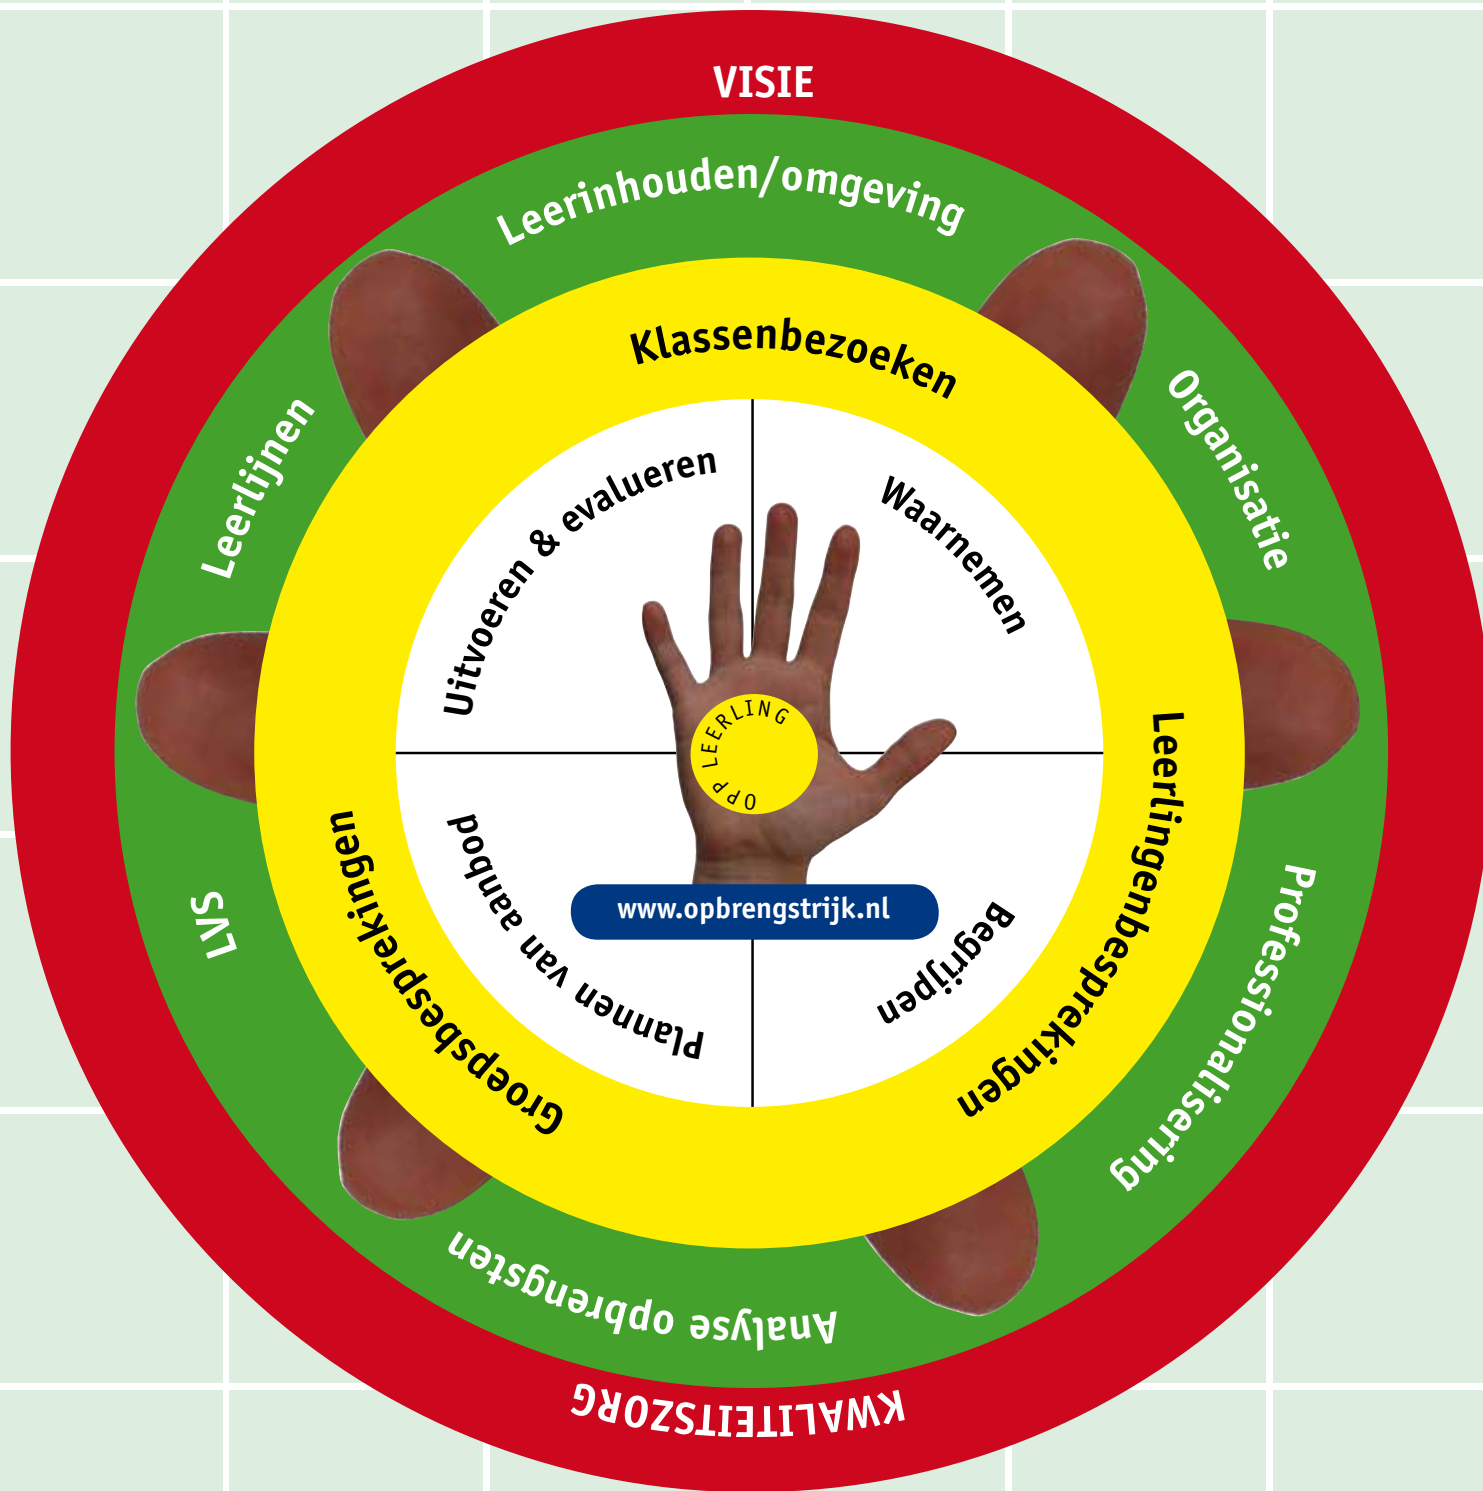 VISIE
Leerinhouden/omgeving
Organisatie
Professionalisering
Analyse opbrengsten
LVS
Leerlijnen
KWALITEITSZORG
Klassenbezoeken
Leerlingenbesprekingen
Groepsbesprekingen
Waarnemen
Begrijpen
Plannen van aanbod
Uitvoeren & evalueren
OPP LEERLING
www.opbrengstrijk.nl